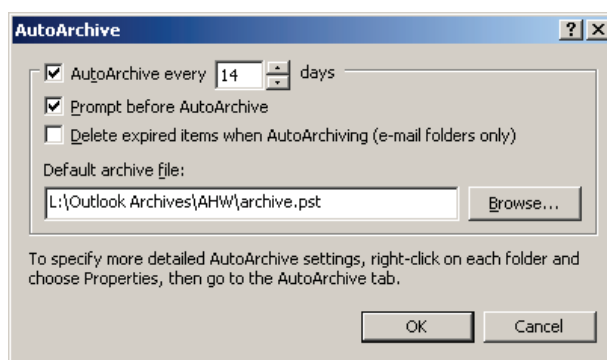 AutoArchive
AutoArchive every 14 days
Prompt before AutoArchive
Delete expired items when AutoArchiving (e-mail folders only)
Default archive file:
L:\Outlook Archives\AHW\archive.pst Browse...
To specify more detailed AutoArchive settings, right-click on each folder and
choose Properties, then go to the AutoArchive tab.
OK Cancel